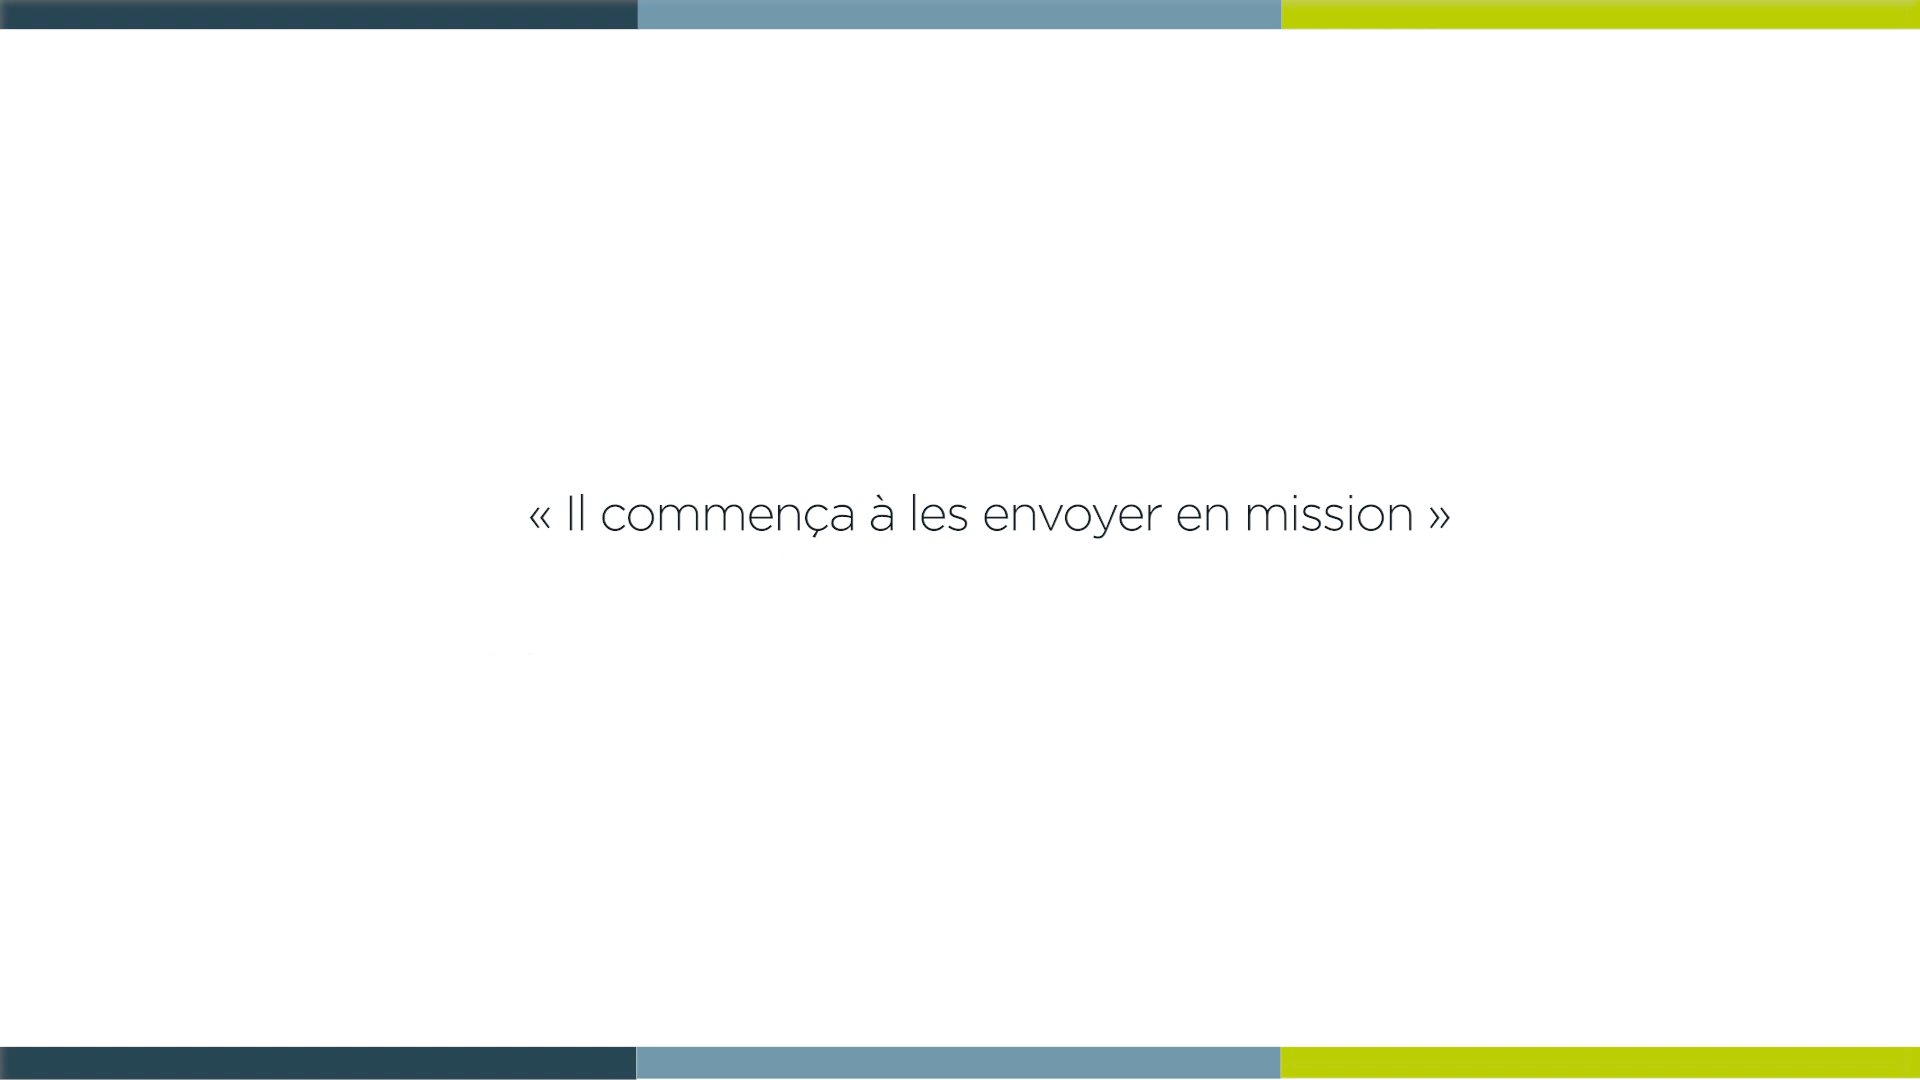 « Il commença à les envoyer en mission »